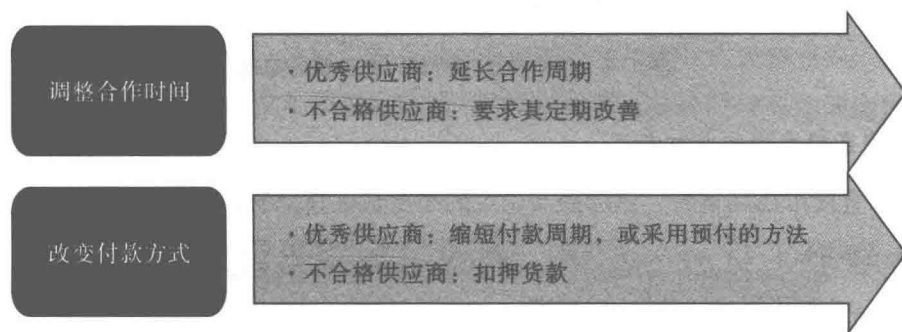 调整合作时间
·优秀供应商：延长合作周期
·不合格供应商：要求其定期改善
改变付款方式
·优秀供应商：缩短付款周期，或采用预付的方法
·不合格供应商：扣押货款